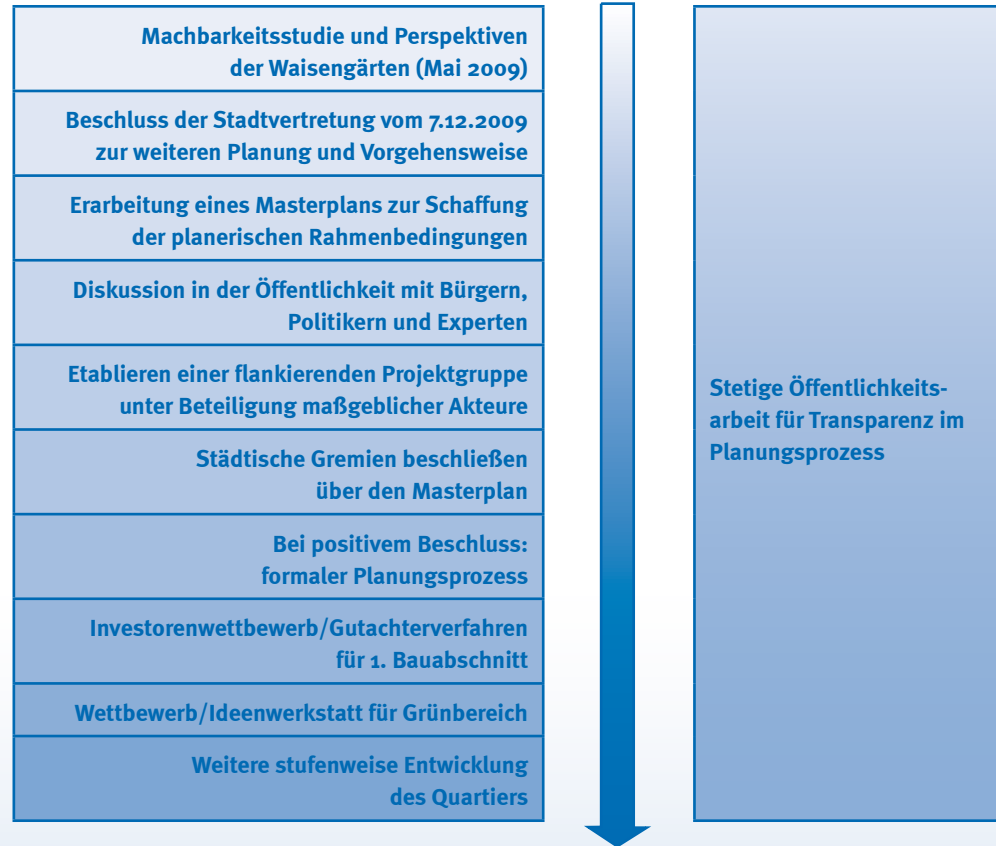 Machbarkeitsstudie und Perspektiven
der Waisengärten (Mai 2009)
Beschluss der Stadtvertretung vom 7.12.2009
zur weiteren Planung und Vorgehensweise
Erarbeitung eines Masterplans zur Schaffung
der planerischen Rahmenbedingungen
Diskussion in der Öffentlichkeit mit Bürgern,
Politikern und Experten
Etablieren einer flankierenden Projektgruppe
unter Beteiligung maßgeblicher Akteure
Städtische Gremien beschließen
über den Masterplan
Bei positivem Beschluss:
formaler Planungsprozess
Investorenwettbewerb/Gutachterverfahren
für 1. Bauabschnitt
Wettbewerb/Ideenwerkstatt für Grünbereich
Weitere stufenweise Entwicklung
des Quartiers
Stetige Öffentlichkeits-
arbeit für Transparenz im
Planungsprozess